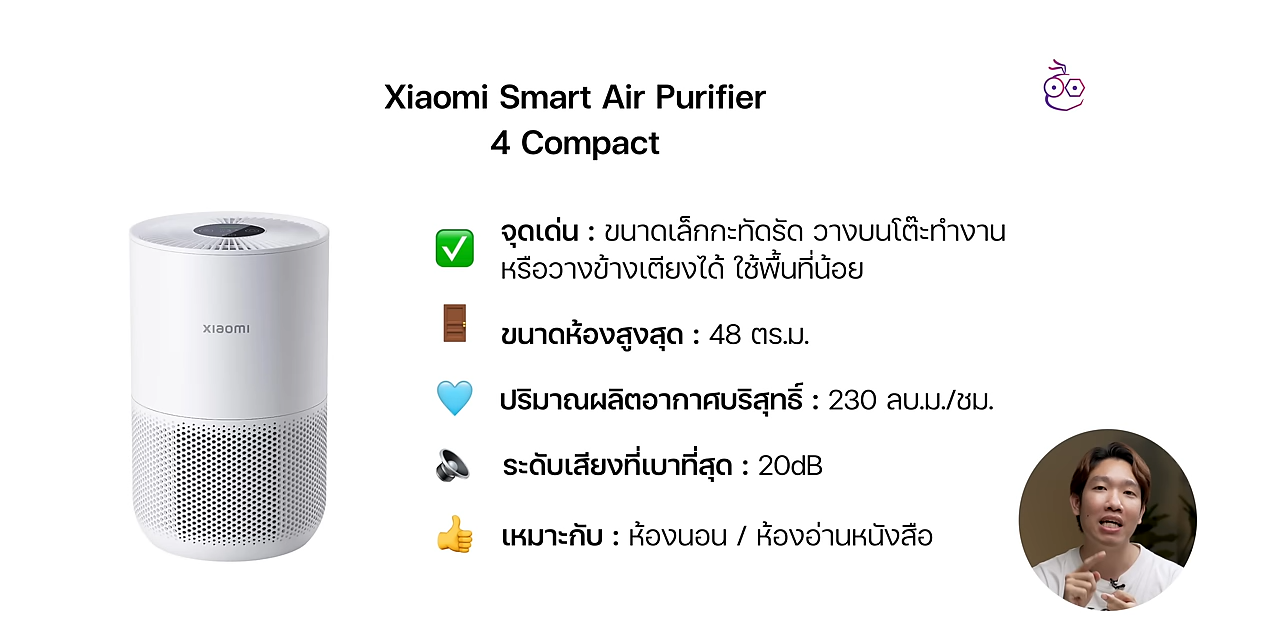 Xiaomi Smart Air Purifier
4 Compact
จุดเด่น : ขนาดเล็กกะทัดรัด วางบนโต๊ะทำงาน
หรือวางข้างเตียงได้ ใช้พื้นที่น้อย
xiaomi
ขนาดห้องสูงสุด : 48 ตร.ม.
ปริมาณผลิตอากาศบริสุทธิ์ : 230 ลบ.ม./ชม.
ระดับเสียงที่เบาที่สุด : 20dB
เหมาะกับ : ห้องนอน / ห้องอ่านหนังสือ